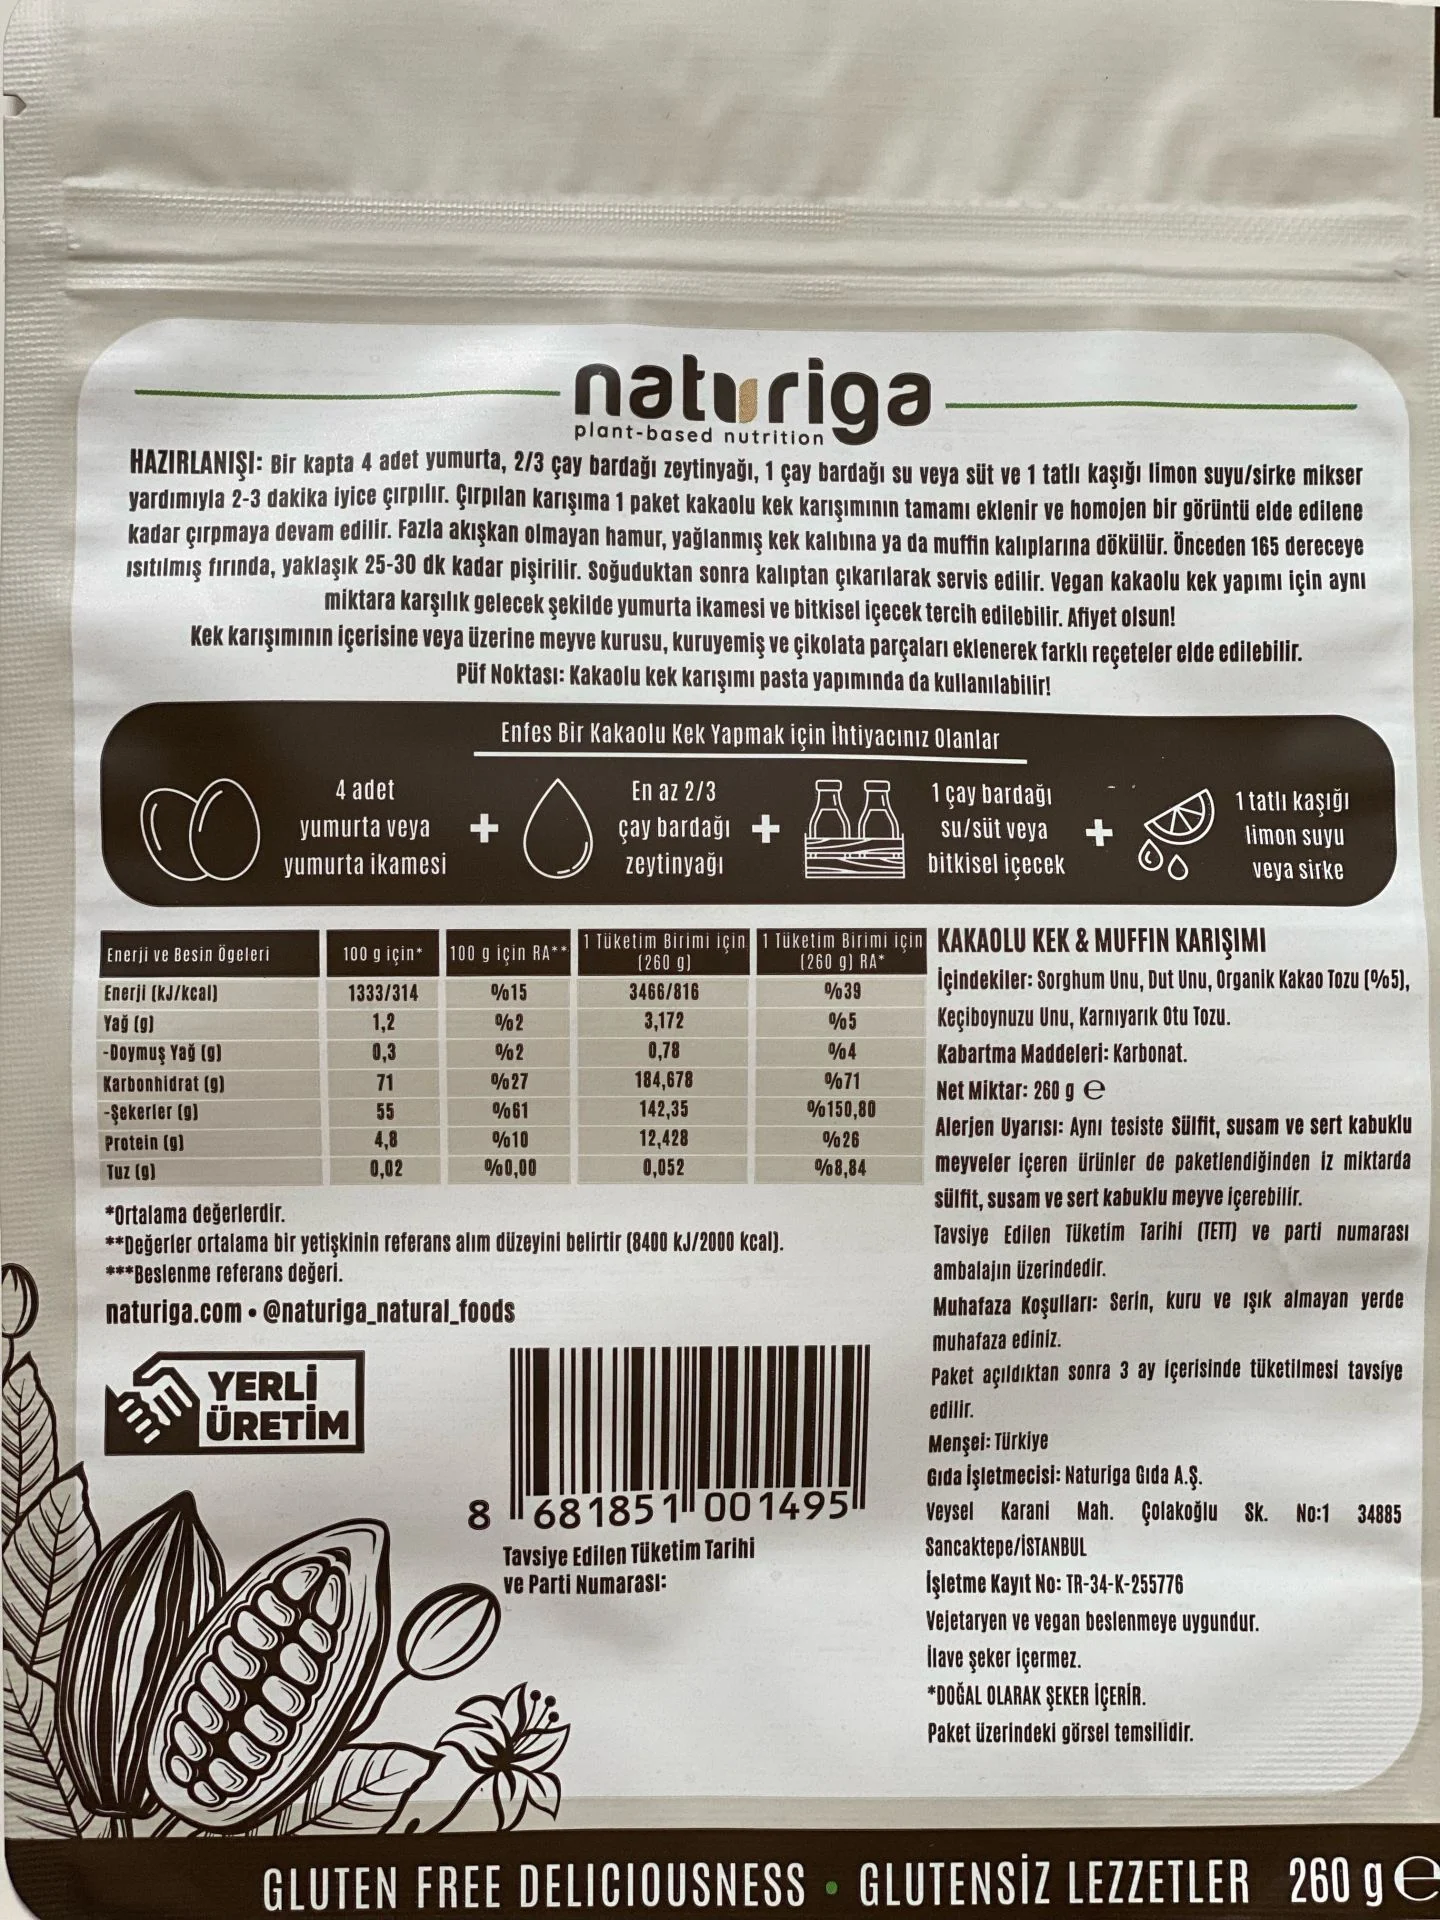 naturiga
plant-based nutrition
HAZIRLANIŞI: Bir kapta 4 adet yumurta, 2/3 çay bardağı zeytinyağı, 1 çay bardağı su veya süt ve 1 tatlı kaşığı limon suyu/sirke mikser
yardımıyla 2-3 dakika iyice çırpılır. Çırpılan karışıma 1 paket kakaolu kek karışımının tamamı eklenir ve homojen bir görüntü elde edilene
kadar çırpmaya devam edilir. Fazla akışkan olmayan hamur, yağlanmış kek kalıbına ya da muffin kalıplarına dökülür. Önceden 165 dereceye
ısıtılmış fırında, yaklaşık 25-30 dk kadar pişirilir. Soğuduktan sonra kalıptan çıkarılarak servis edilir. Vegan kakaolu kek yapımı için aynı
miktara karşılık gelecek şekilde yumurta ikamesi ve bitkisel içecek tercih edilebilir. Afiyet olsun!
Kek karışımının içerisine veya üzerine meyve kurusu, kuruyemiş ve çikolata parçaları eklenerek farklı reçeteler elde edilebilir.
Püf Noktası: Kakaolu kek karışımı pasta yapımında da kullanılabilir!
Enfes Bir Kakaolu Kek Yapmak için İhtiyacınız Olanlar
4 adet
yumurta veya
yumurta ikamesi
+
En az 2/3
çay bardağı
zeytinyağı
+
1 çay bardağı
su/süt veya
bitkisel içecek
+
1 tatlı kaşığı
limon suyu
veya sirke
Enerji ve Besin Ögeleri 100 g için* 100 g için RA** 1 Tüketim Birimi için (260 g) 1 Tüketim Birimi için (260 g) RA*
Enerji (kJ/kcal) 1333/314 %15 3466/816 %39
Yağ (g) 1,2 %2 3,172 %5
-Doymuş Yağ (g) 0,3 %2 0,78 %4
Karbonhidrat (g) 71 %27 184,678 %71
-Şekerler (g) 55 %61 142,35 %150,80
Protein (g) 4,8 %10 12,428 %26
Tuz (g) 0,02 %0,00 0,052 %8,84
*Ortalama değerlerdir.
**Değerler ortalama bir yetişkinin referans alım düzeyini belirtir (8400 kJ/2000 kcal).
***Beslenme referans değeri.
naturiga.com • @naturiga_natural_foods
YERLİ
ÜRETİM
8 681851 001495
Tavsiye Edilen Tüketim Tarihi
ve Parti Numarası:
KAKAOLU KEK & MUFFIN KARIŞIMI
İçindekiler: Sorghum Unu, Dut Unu, Organik Kakao Tozu (%5),
Keçiboynuzu Unu, Karnıyarık Otu Tozu.
Kabartma Maddeleri: Karbonat.
Net Miktar: 260 g ℮
Alerjen Uyarısı: Aynı tesiste Sülfit, susam ve sert kabuklu
meyveler içeren ürünler de paketlendiğinden iz miktarda
sülfit, susam ve sert kabuklu meyve içerebilir.
Tavsiye Edilen Tüketim Tarihi (TETT) ve parti numarası
ambalajın üzerindedir.
Muhafaza Koşulları: Serin, kuru ve ışık almayan yerde
muhafaza ediniz.
Paket açıldıktan sonra 3 ay içerisinde tüketilmesi tavsiye
edilir.
Menşei: Türkiye
Gıda İşletmecisi: Naturiga Gıda A.Ş.
Veysel Karani Mah. Çolakoğlu Sk. No:1 34885
Sancaktepe/İSTANBUL
İşletme Kayıt No: TR-34-K-255776
Vejetaryen ve vegan beslenmeye uygundur.
İlave şeker içermez.
*DOĞAL OLARAK ŞEKER İÇERİR.
Paket üzerindeki görsel temsilidir.
GLUTEN FREE DELICIOUSNESS • GLUTENSİZ LEZZETLER 260 g ℮